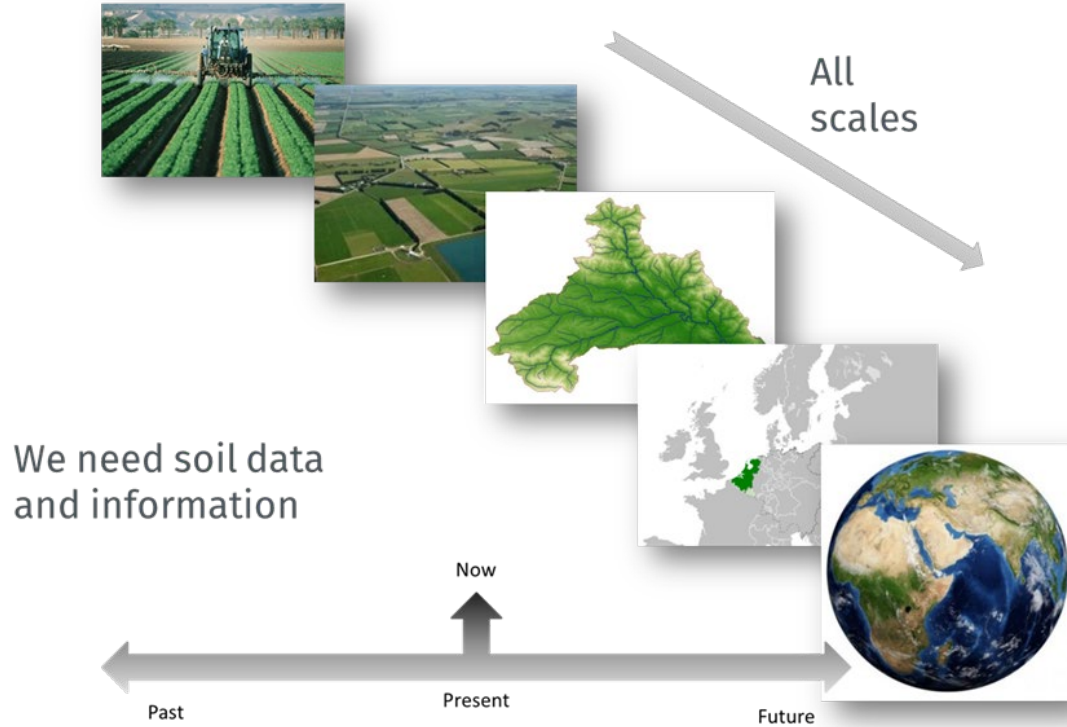 All
scales
We need soil data
and information
Now
Present
Past
Future